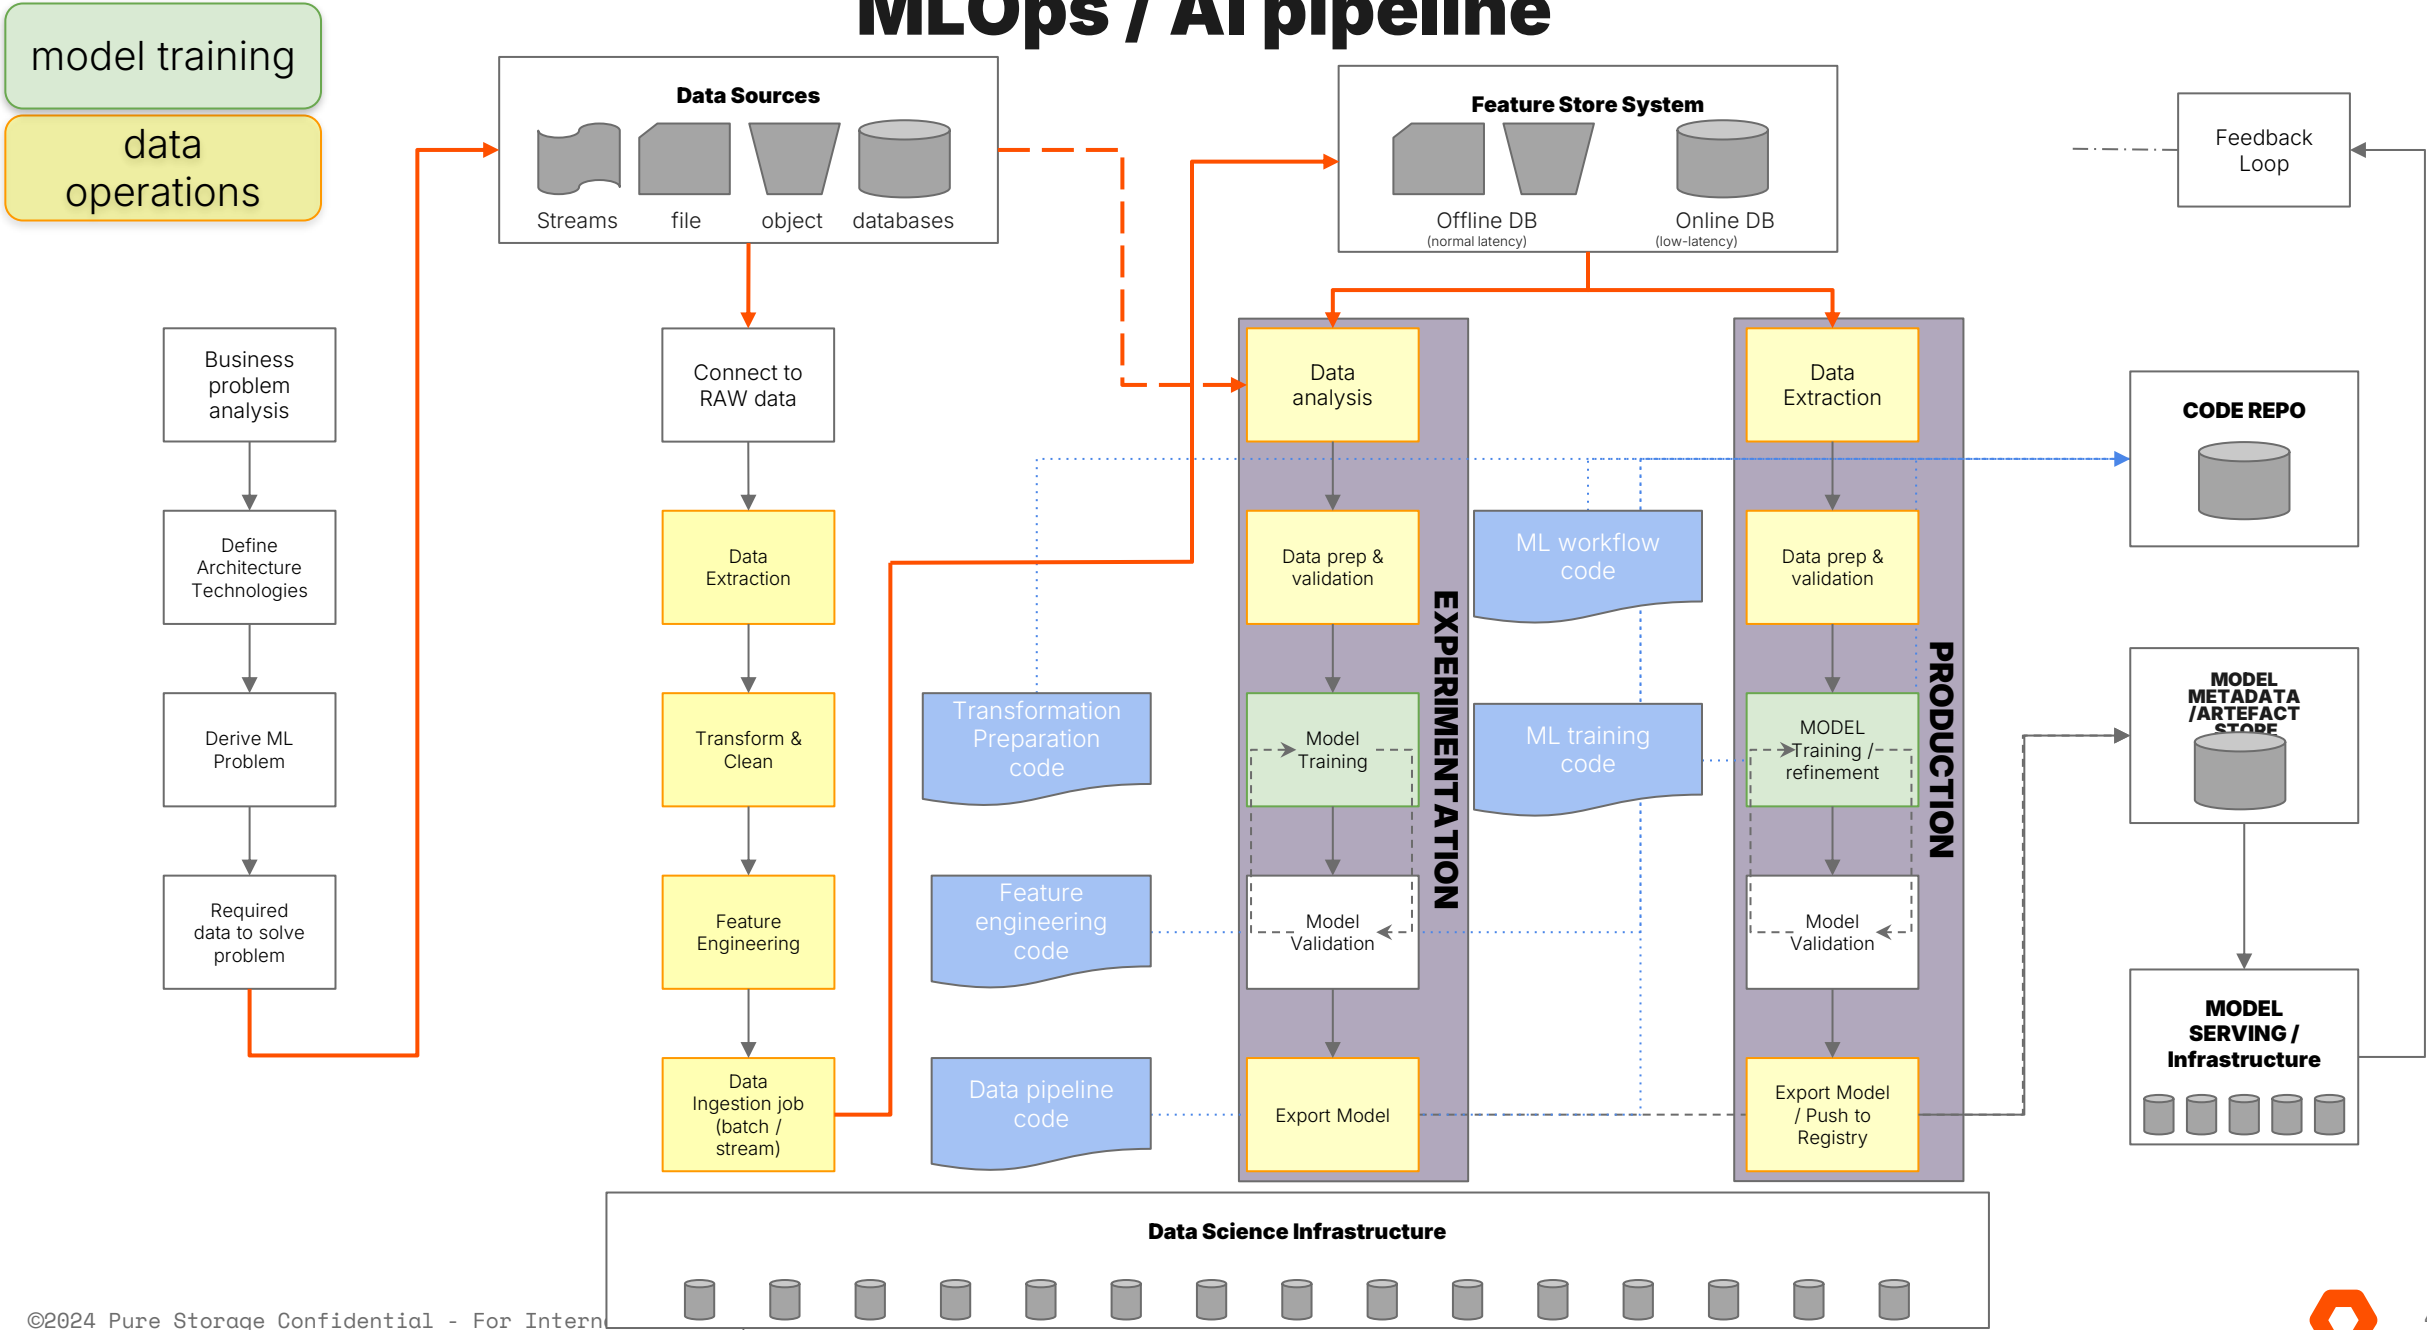 MLOps / AI pipeline
model training
data
operations
Data Sources
Streams
file
object
databases
Feature Store System
Offline DB
(normal latency)
Online DB
(low-latency)
Feedback
Loop
Business
problem
analysis
Define
Architecture
Technologies
Derive ML
Problem
Required
data to solve
problem
Connect to
RAW data
Data
Extraction
Transform &
Clean
Feature
Engineering
Data
Ingestion job
(batch /
stream)
Transformation
Preparation
code
Feature
engineering
code
Data pipeline
code
Data
analysis
Data prep &
validation
Model
Training
Model
Validation
Export Model
EXPERIMENTATION
ML workflow
code
ML training
code
Data
Extraction
Data prep &
validation
MODEL
Training /
refinement
Model
Validation
Export Model
/ Push to
Registry
PRODUCTION
CODE REPO
MODEL
METADATA
/ARTEFACT
STORE
MODEL
SERVING /
Infrastructure
Data Science Infrastructure
©2024 Pure Storage Confidential - For Intern